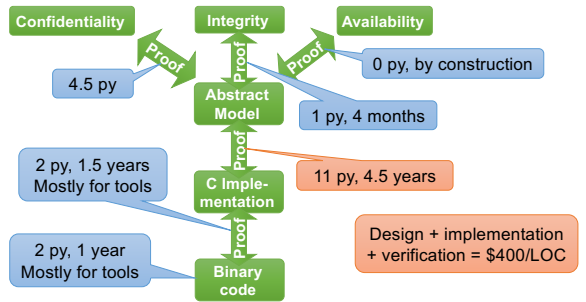 Confidentiality
Integrity
Availability
Proof
Proof
Proof
4.5 py
0 py, by construction
Abstract
Model
1 py, 4 months
Proof
2 py, 1.5 years
Mostly for tools
11 py, 4.5 years
C Imple-
mentation
Proof
2 py, 1 year
Mostly for tools
Design + implementation
+ verification = $400/LOC
Binary
code